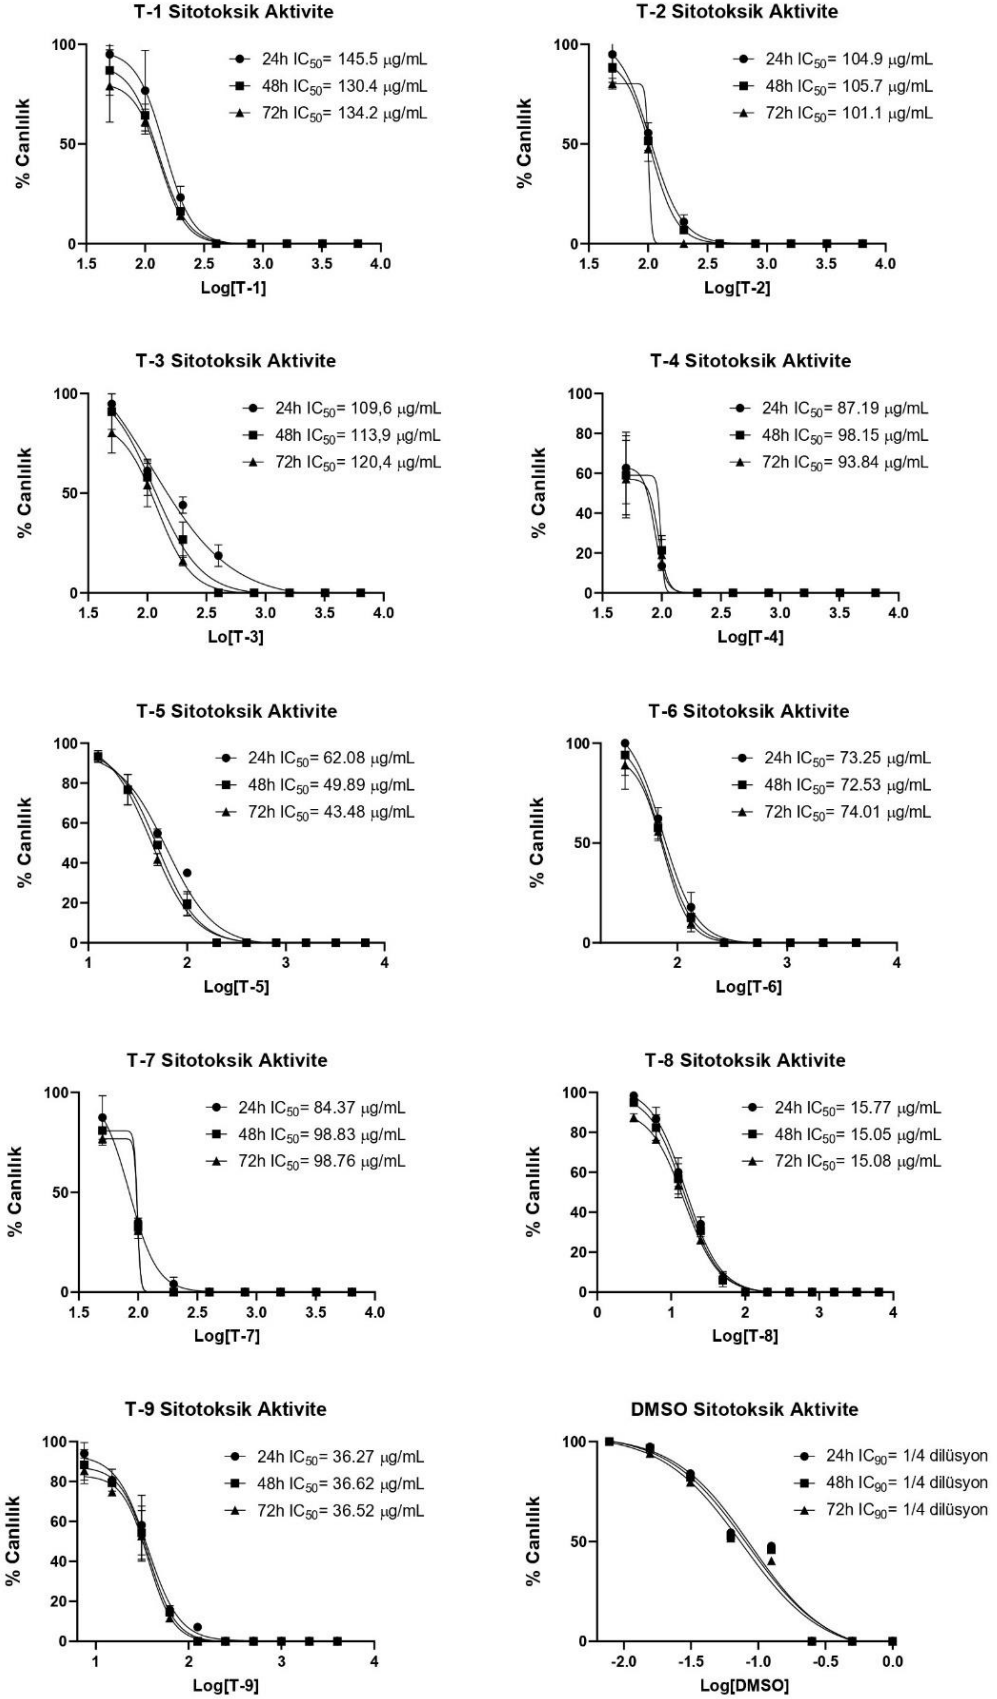 T-1 Sitotoksik Aktivite
% Canlılık
100
50
0
24h IC50= 145.5 µg/mL
48h IC50= 130.4 µg/mL
72h IC50= 134.2 µg/mL
1.5 2.0 2.5 3.0 3.5 4.0
Log[T-1]
T-2 Sitotoksik Aktivite
% Canlılık
100
50
0
24h IC50= 104.9 µg/mL
48h IC50= 105.7 µg/mL
72h IC50= 101.1 µg/mL
1.5 2.0 2.5 3.0 3.5 4.0
Log[T-2]
T-3 Sitotoksik Aktivite
% Canlılık
100
50
0
24h IC50= 109,6 µg/mL
48h IC50= 113,9 µg/mL
72h IC50= 120,4 µg/mL
1.5 2.0 2.5 3.0 3.5 4.0
Lo[T-3]
T-4 Sitotoksik Aktivite
% Canlılık
100
80
60
40
20
0
24h IC50= 87.19 µg/mL
48h IC50= 98.15 µg/mL
72h IC50= 93.84 µg/mL
1.5 2.0 2.5 3.0 3.5 4.0
Log[T-4]
T-5 Sitotoksik Aktivite
% Canlılık
100
80
60
40
20
0
24h IC50= 62.08 µg/mL
48h IC50= 49.89 µg/mL
72h IC50= 43.48 µg/mL
1 2 3 4
Log[T-5]
T-6 Sitotoksik Aktivite
% Canlılık
100
50
0
24h IC50= 73.25 µg/mL
48h IC50= 72.53 µg/mL
72h IC50= 74.01 µg/mL
2 3 4
Log[T-6]
T-7 Sitotoksik Aktivite
% Canlılık
100
50
0
24h IC50= 84.37 µg/mL
48h IC50= 98.83 µg/mL
72h IC50= 98.76 µg/mL
1.5 2.0 2.5 3.0 3.5 4.0
Log[T-7]
T-8 Sitotoksik Aktivite
% Canlılık
100
80
60
40
20
0
24h IC50= 15.77 µg/mL
48h IC50= 15.05 µg/mL
72h IC50= 15.08 µg/mL
0 1 2 3 4
Log[T-8]
T-9 Sitotoksik Aktivite
% Canlılık
100
80
60
40
20
0
24h IC50= 36.27 µg/mL
48h IC50= 36.62 µg/mL
72h IC50= 36.52 µg/mL
1 2 3 4
Log[T-9]
DMSO Sitotoksik Aktivite
% Canlılık
100
50
0
24h IC90= 1/4 dilüsyon
48h IC90= 1/4 dilüsyon
72h IC90= 1/4 dilüsyon
-2.0 -1.5 -1.0 -0.5 0.0
Log[DMSO]